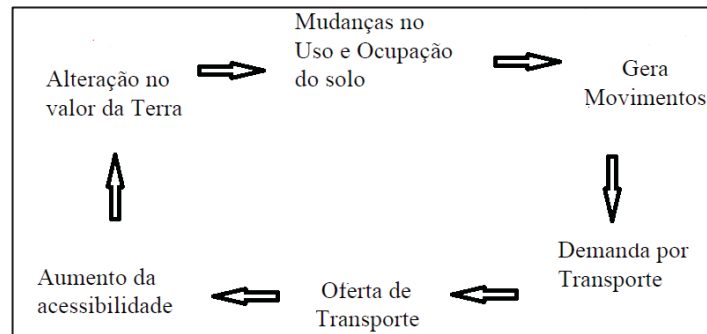 Mudanças no
Uso e Ocupação
do solo
Alteração no
valor da Terra
Gera
Movimentos
Demanda por
Transporte
Oferta de
Transporte
Aumento da
acessibilidade